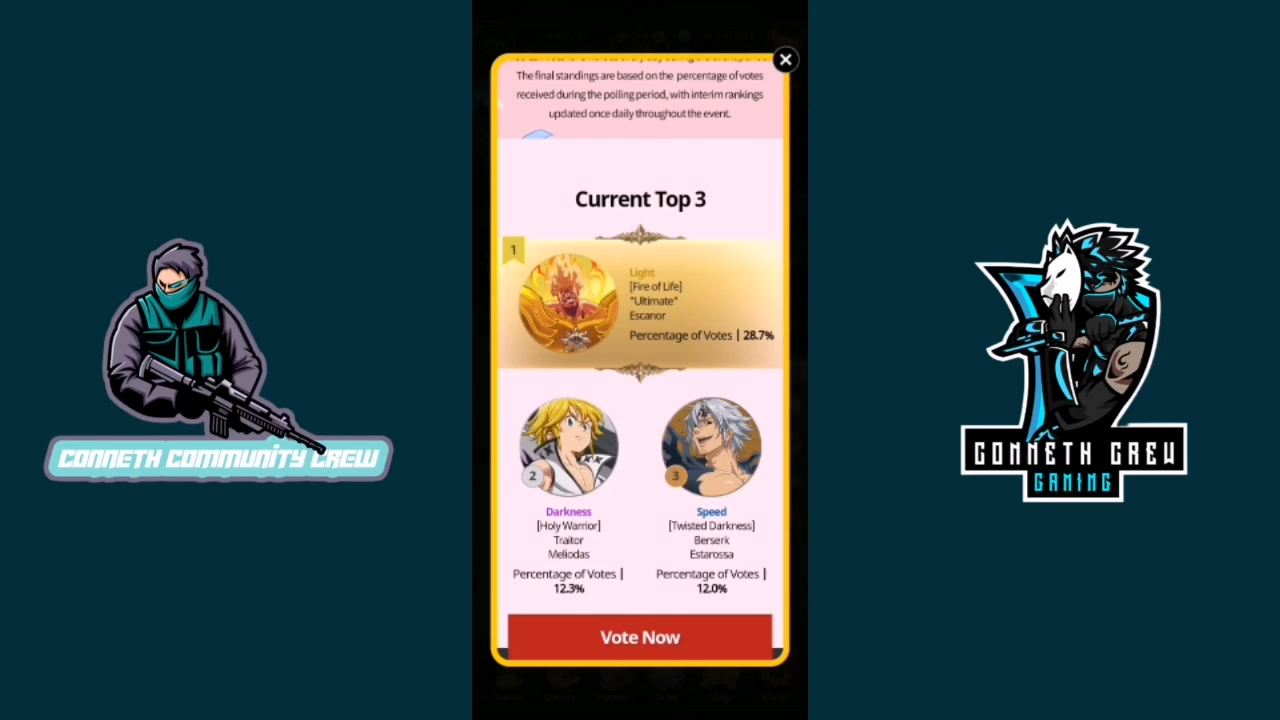 The final standings are based on the percentage of votes
received during the polling period, with interim rankings
updated once daily throughout the event.
Current Top 3
1
Light
[Fire of Life]
"Ultimate"
Escanor
Percentage of Votes | 28.7%
2
Darkness
[Holy Warrior]
Traitor
Meliodas
Percentage of Votes |
12.3%
3
Speed
[Twisted Darkness]
Berserk
Estarossa
Percentage of Votes |
12.0%
Vote Now
CONNETH COMMUNITY CREW
CONNETH CREW
GAMING